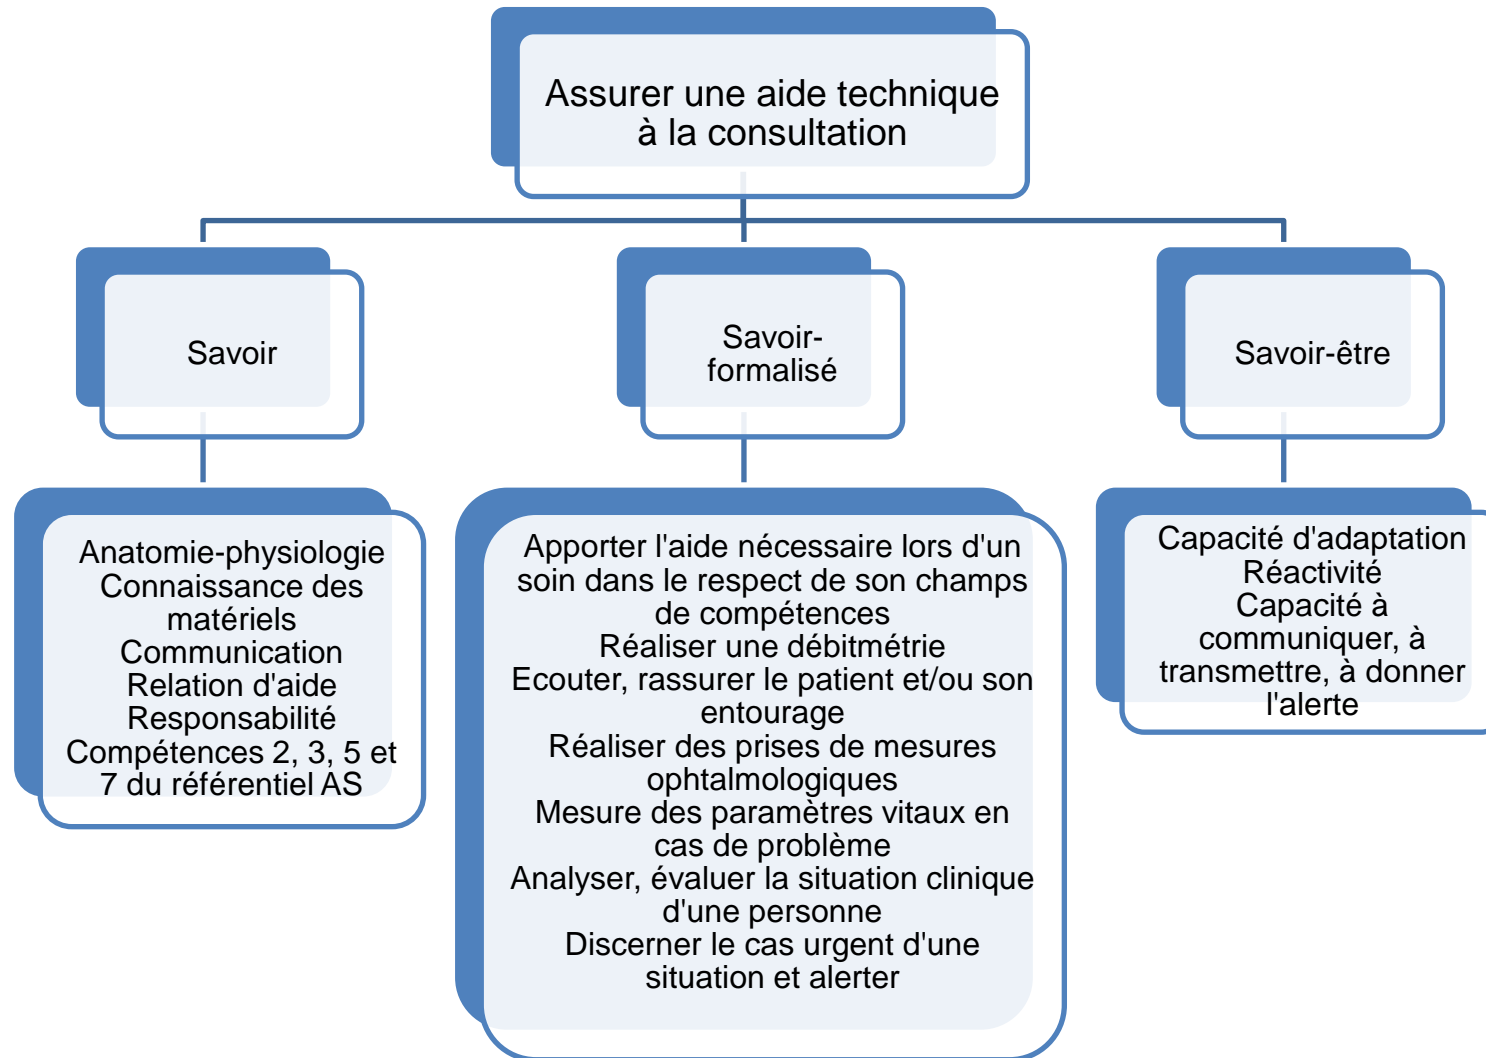 Assurer une aide technique
à la consultation
Savoir
Savoir-
formalisé
Savoir-être
Anatomie-physiologie
Connaissance des
matériels
Communication
Relation d'aide
Responsabilité
Compétences 2, 3, 5 et
7 du référentiel AS
Apporter l'aide nécessaire lors d'un
soin dans le respect de son champs
de compétences
Réaliser une débitmétrie
Ecouter, rassurer le patient et/ou son
entourage
Réaliser des prises de mesures
ophtalmologiques
Mesure des paramètres vitaux en
cas de problème
Analyser, évaluer la situation clinique
d'une personne
Discerner le cas urgent d'une
situation et alerter
Capacité d'adaptation
Réactivité
Capacité à
communiquer, à
transmettre, à donner
l'alerte